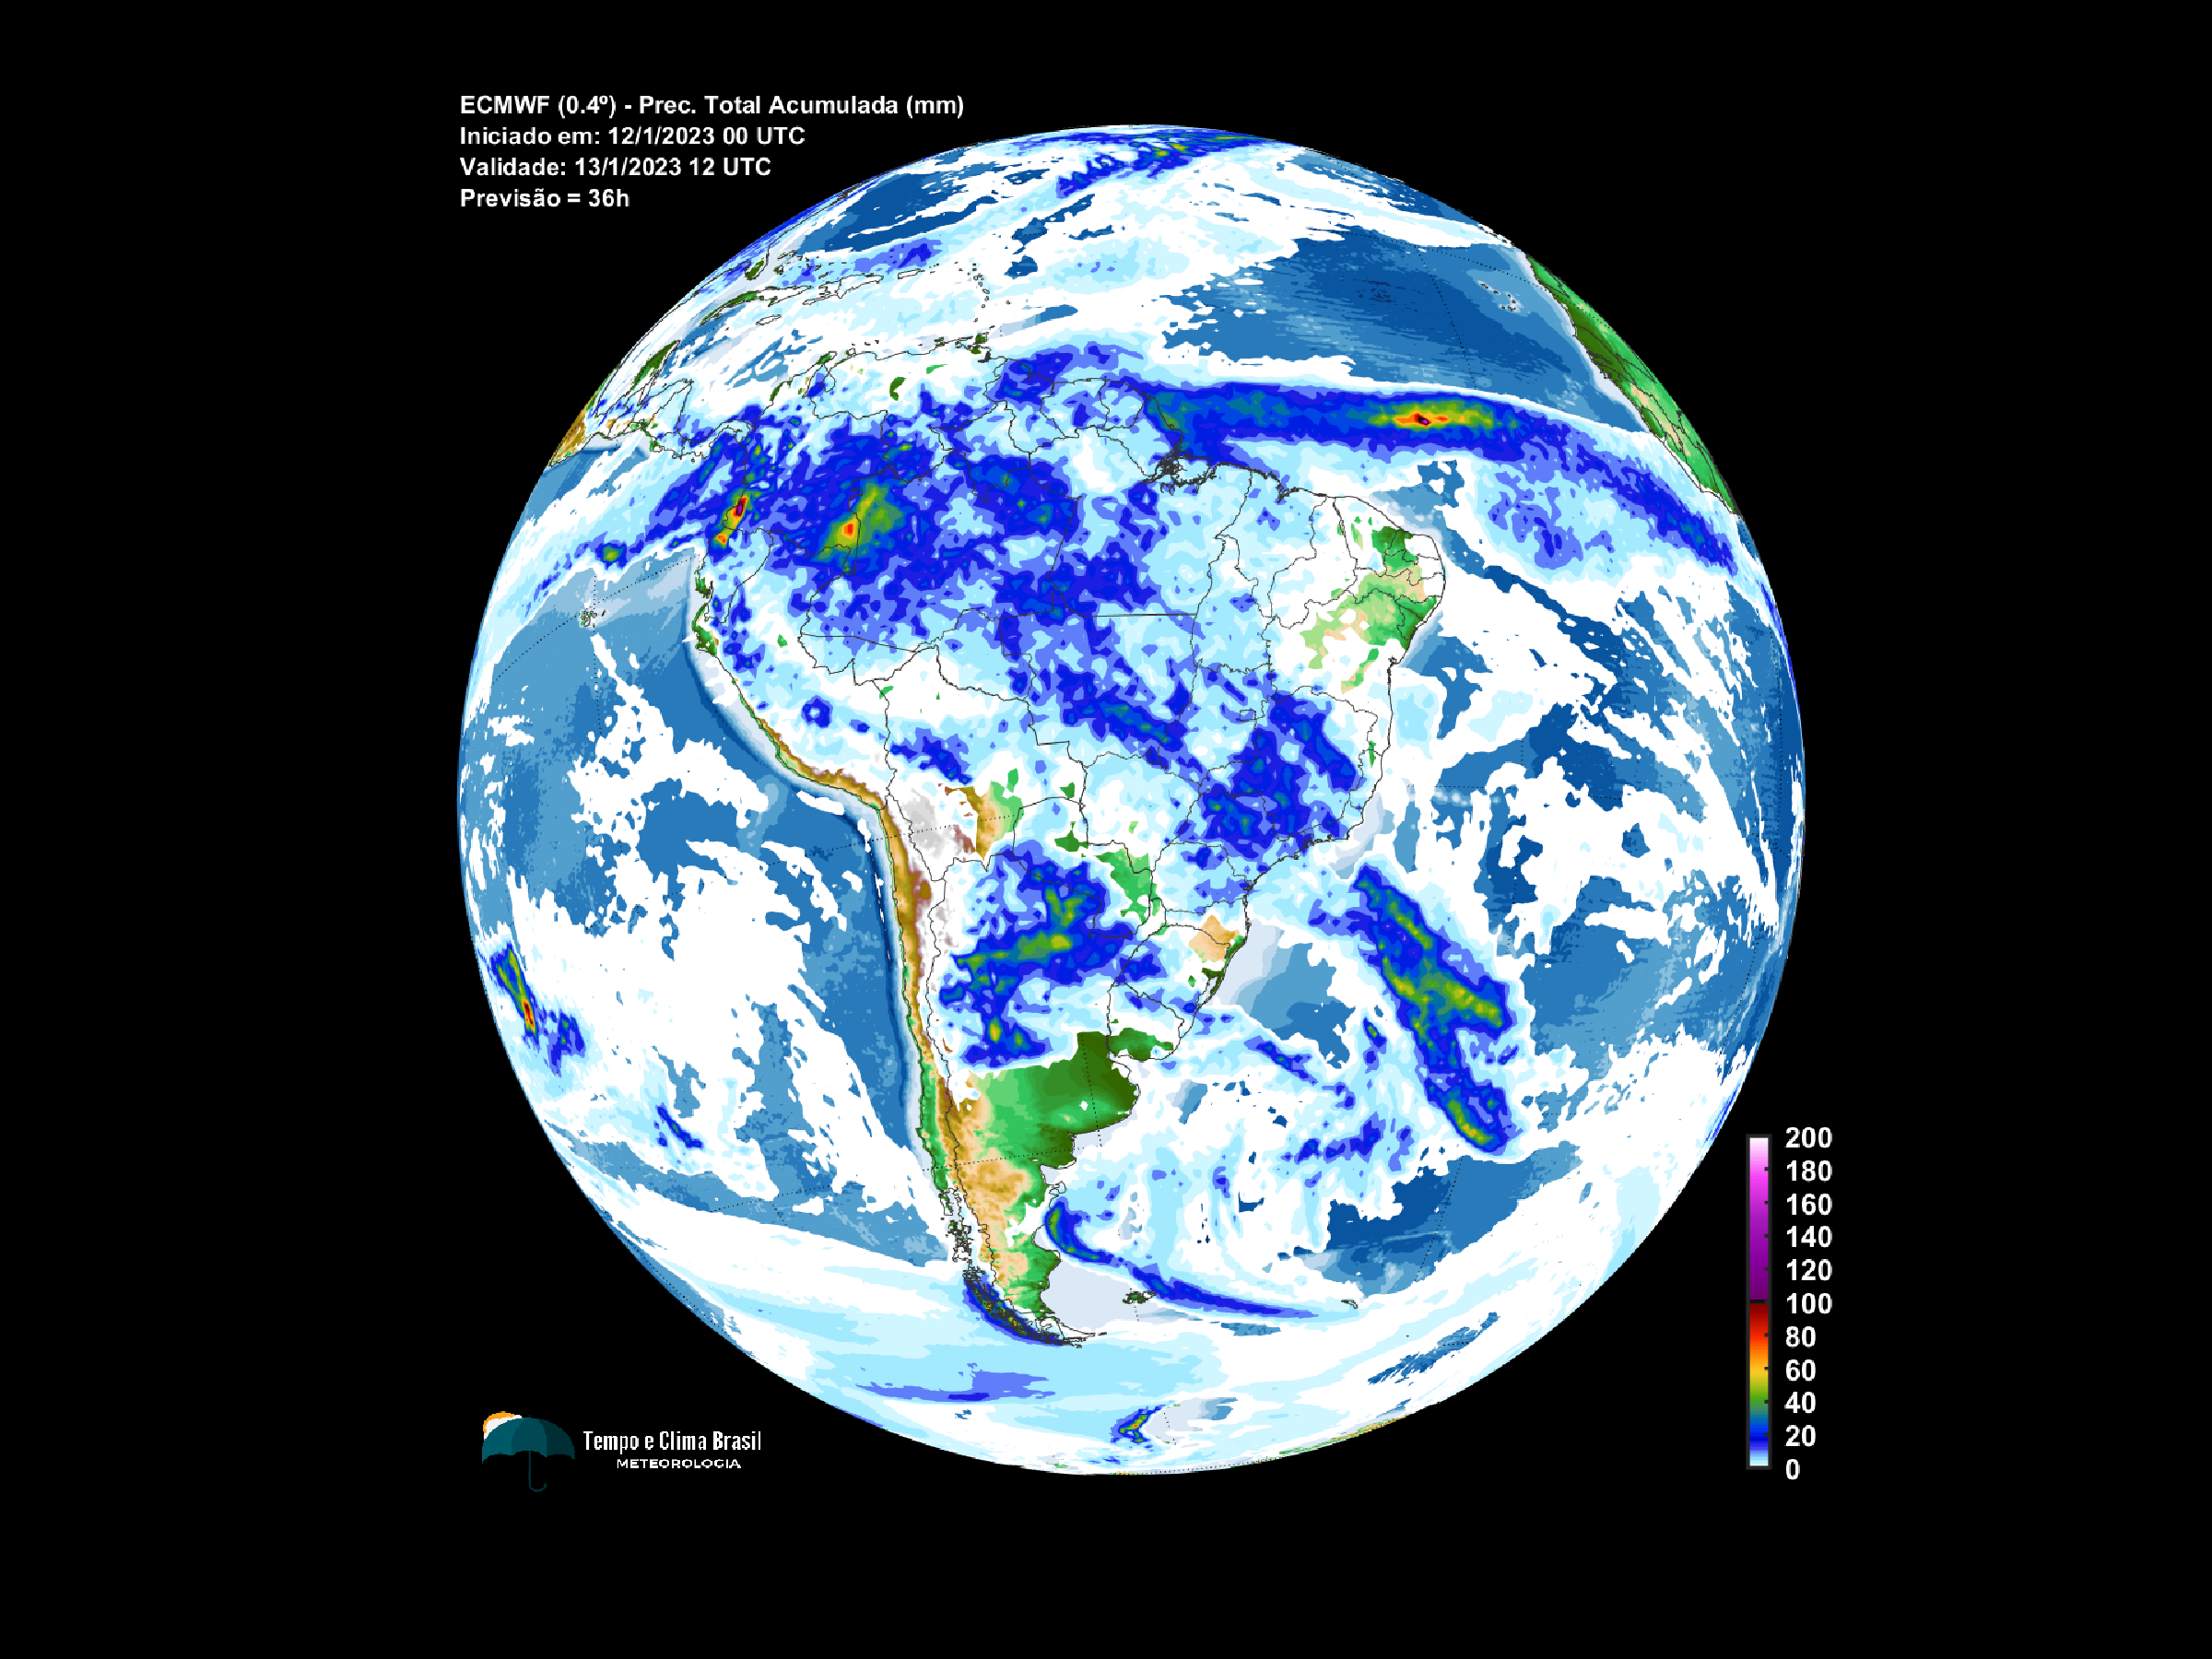 ECMWF (0.4º) - Prec. Total Acumulada (mm)
Iniciado em: 12/1/2023 00 UTC
Validade: 13/1/2023 12 UTC
Previsão = 36h
200
180
160
140
120
100
80
60
40
20
0
Tempo e Clima Brasil
METEOROLOGIA